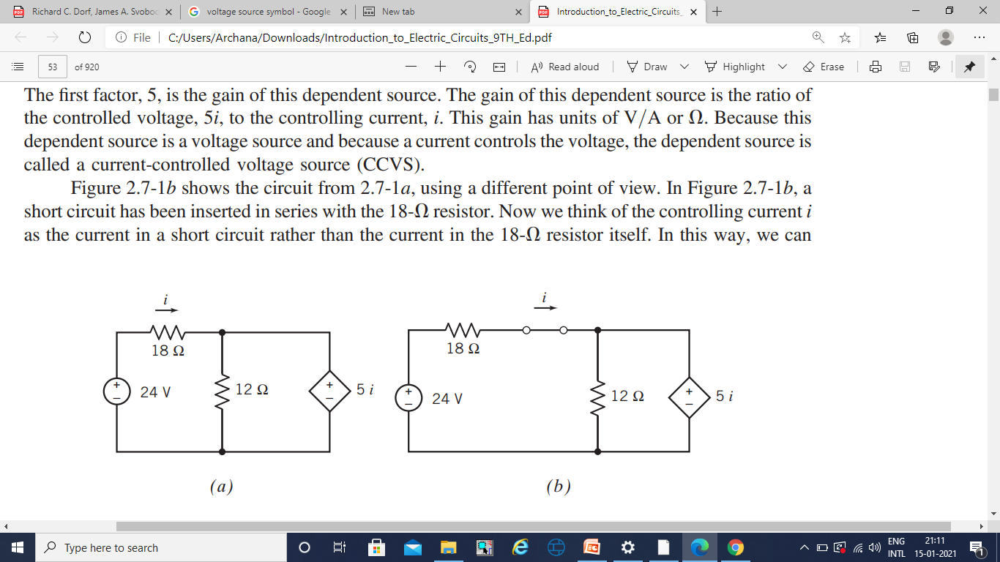 Richard C. Dorf, James A. Svobod
voltage source symbol - Google
New tab
Introduction_to_Electric_Circuits_
File
C:/Users/Archana/Downloads/Introduction_to_Electric_Circuits_9TH_Ed.pdf
53
of 920
Read aloud
Draw
Highlight
Erase
The first factor, 5, is the gain of this dependent source. The gain of this dependent source is the ratio of
the controlled voltage, 5i, to the controlling current, i. This gain has units of V/A or Ω. Because this
dependent source is a voltage source and because a current controls the voltage, the dependent source is
called a current-controlled voltage source (CCVS).
Figure 2.7-1b shows the circuit from 2.7-1a, using a different point of view. In Figure 2.7-1b, a
short circuit has been inserted in series with the 18-Ω resistor. Now we think of the controlling current i
as the current in a short circuit rather than the current in the 18-Ω resistor itself. In this way, we can
i
18 Ω
+
−
24 V
12 Ω
+
−
5 i
(a)
i
18 Ω
+
−
24 V
12 Ω
+
−
5 i
(b)
Type here to search
ENG
INTL
21:11
15-01-2021
1